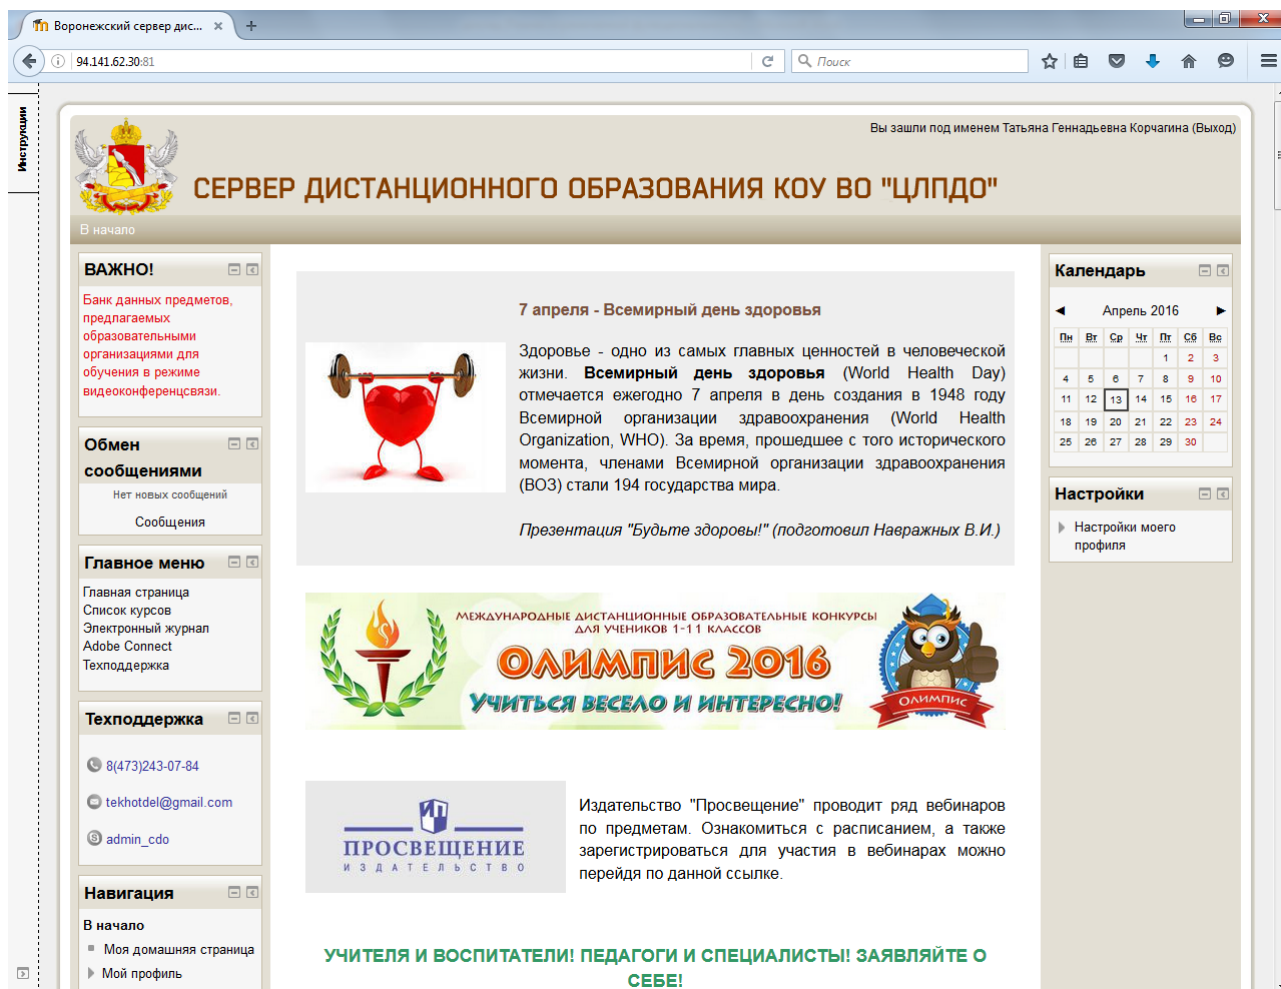 Воронежский сервер дис...
94.141.62.30:81
Поиск
Инструкции
Вы зашли под именем Татьяна Геннадьевна Корчагина (Выход)
СЕРВЕР ДИСТАНЦИОННОГО ОБРАЗОВАНИЯ КОУ ВО "ЦЛПДО"
В начало
ВАЖНО!
Банк данных предметов,
предлагаемых
образовательными
организациями для
обучения в режиме
видеоконференцсвязи.
Обмен
сообщениями
Нет новых сообщений
Сообщения
Главное меню
Главная страница
Список курсов
Электронный журнал
Adobe Connect
Техподдержка
Техподдержка
8(473)243-07-84
tekhotdel@gmail.com
admin_cdo
Навигация
В начало
Моя домашняя страница
Мой профиль
7 апреля - Всемирный день здоровья
Здоровье - одно из самых главных ценностей в человеческой
жизни. Всемирный день здоровья (World Health Day)
отмечается ежегодно 7 апреля в день создания в 1948 году
Всемирной организации здравоохранения (World Health
Organization, WHO). За время, прошедшее с того исторического
момента, членами Всемирной организации здравоохранения
(ВОЗ) стали 194 государства мира.
Презентация "Будьте здоровы!" (подготовил Навражных В.И.)
МЕЖДУНАРОДНЫЕ ДИСТАНЦИОННЫЕ ОБРАЗОВАТЕЛЬНЫЕ КОНКУРСЫ
ДЛЯ УЧЕНИКОВ 1-11 КЛАССОВ
ОЛИМПИС 2016
УЧИТЬСЯ ВЕСЕЛО И ИНТЕРЕСНО!
ОЛИМПИС
ПРОСВЕЩЕНИЕ
ИЗДАТЕЛЬСТВО
Издательство "Просвещение" проводит ряд вебинаров
по предметам. Ознакомиться с расписанием, а также
зарегистрироваться для участия в вебинарах можно
перейдя по данной ссылке.
УЧИТЕЛЯ И ВОСПИТАТЕЛИ! ПЕДАГОГИ И СПЕЦИАЛИСТЫ! ЗАЯВЛЯЙТЕ О
СЕБЕ!
Календарь
Апрель 2016
Пн Вт Ср Чт Пт Сб Вс
1 2 3
4 5 6 7 8 9 10
11 12 13 14 15 16 17
18 19 20 21 22 23 24
25 26 27 28 29 30
Настройки
Настройки моего
профиля